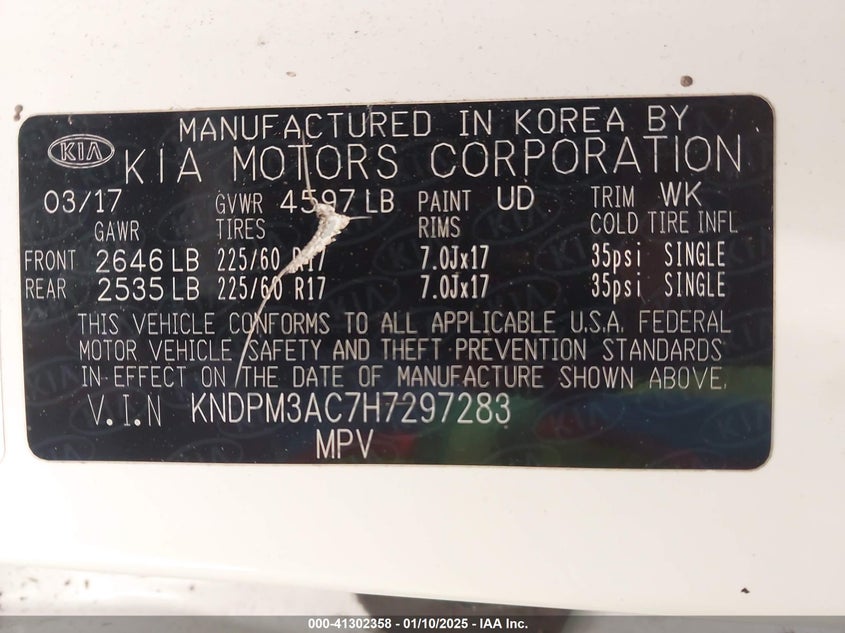 MANUFACTURED IN KOREA BY
KIA KIA MOTORS CORPORATION
03/17 GVWR 4597 LB PAINT UD TRIM WK
GAWR TIRES RIMS COLD TIRE INFL
FRONT 2646 LB 225/60 R17 7.0Jx17 35psi SINGLE
REAR 2535 LB 225/60 R17 7.0Jx17 35psi SINGLE
THIS VEHICLE CONFORMS TO ALL APPLICABLE U.S.A. FEDERAL
MOTOR VEHICLE SAFETY AND THEFT PREVENTION STANDARDS
IN EFFECT ON THE DATE OF MANUFACTURE SHOWN ABOVE.
V.I.N KNDPM3AC7H7297283
MPV
000-41302358 - 01/10/2025 - IAA Inc.